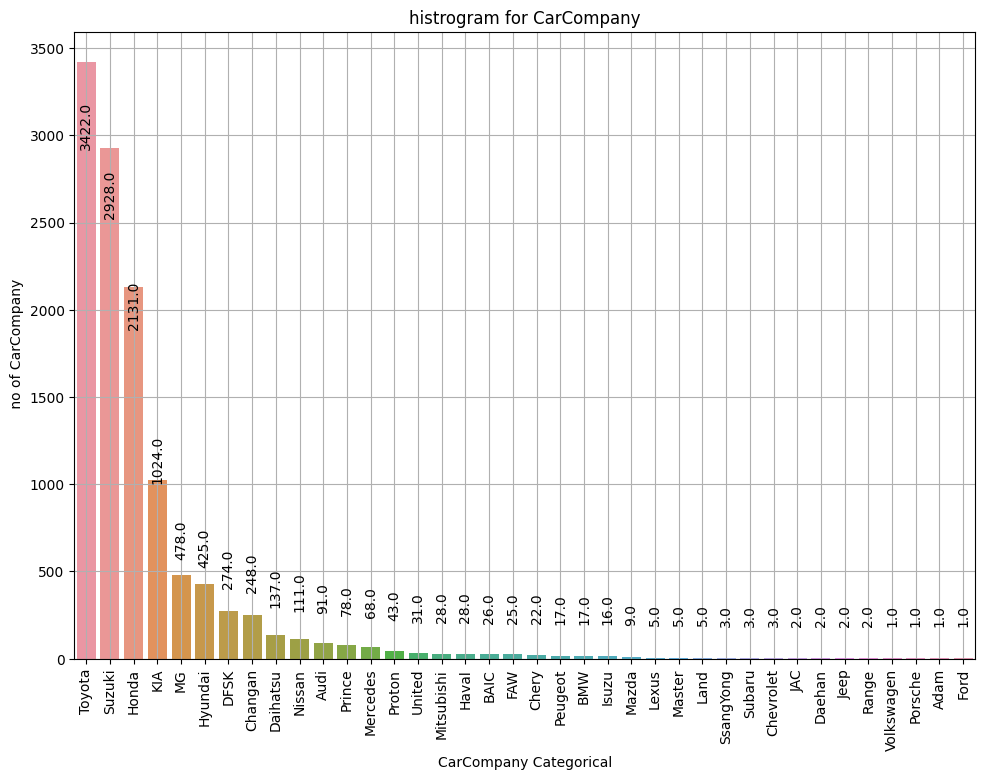 histrogram for CarCompany
no of CarCompany
3500
3000
2500
2000
1500
1000
500
0
3422.0
2928.0
2131.0
1024.0
478.0
425.0
274.0
248.0
137.0
111.0
91.0
78.0
68.0
43.0
31.0
28.0
28.0
26.0
25.0
22.0
17.0
17.0
16.0
9.0
5.0
5.0
5.0
3.0
3.0
3.0
2.0
2.0
2.0
2.0
1.0
1.0
1.0
1.0
Toyota
Suzuki
Honda
KIA
MG
Hyundai
DFSK
Changan
Daihatsu
Nissan
Audi
Prince
Mercedes
Proton
United
Mitsubishi
Haval
BAIC
FAW
Chery
Peugeot
BMW
Isuzu
Mazda
Lexus
Master
Land
SsangYong
Subaru
Chevrolet
JAC
Daehan
Jeep
Range
Volkswagen
Porsche
Adam
Ford
CarCompany Categorical